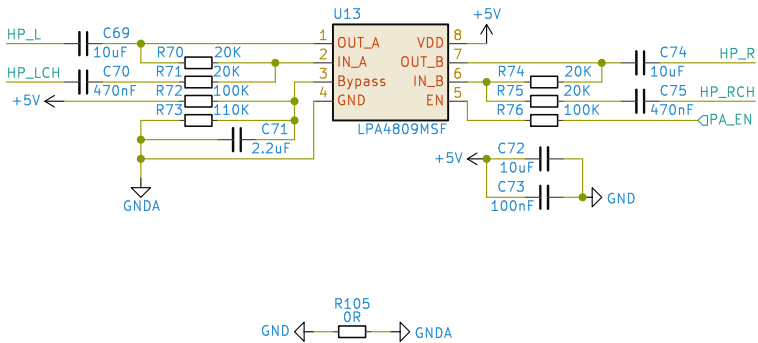 U13
HP_L
C69
10uF
1
OUT_A
VDD
8
+5V
R70
20K
2
IN_A
OUT_B
7
C74
10uF
HP_R
HP_LCH
C70
470nF
R71
20K
3
Bypass
IN_B
6
R74
20K
+5V
R72
100K
4
GND
EN
5
R75
20K
C75
470nF
HP_RCH
R73
110K
R76
100K
PA_EN
C71
2.2uF
LPA4809MSF
GNDA
+5V
C72
10uF
C73
100nF
GND
R105
0R
GND
GNDA